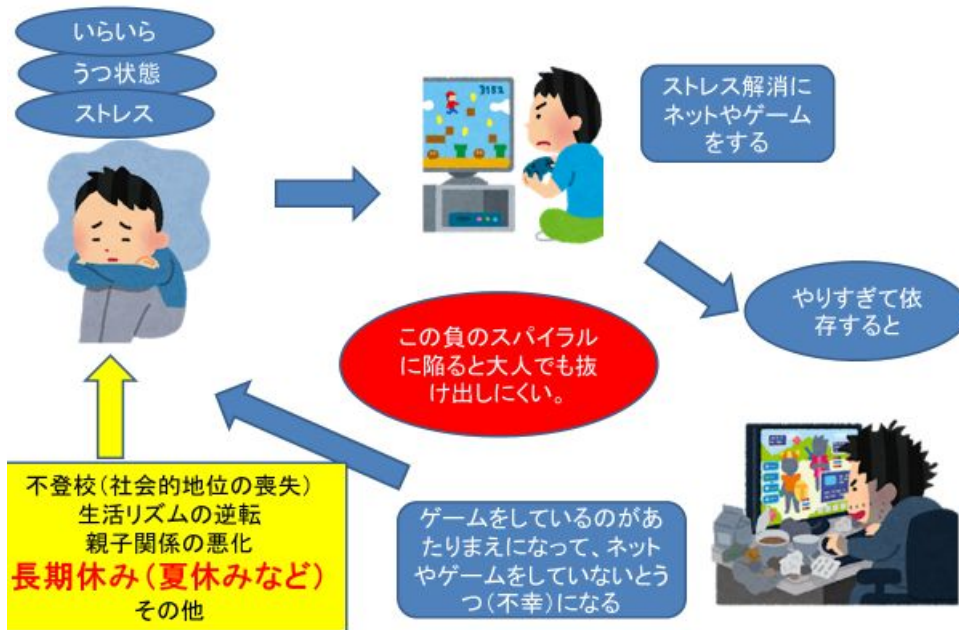 いらいら
うつ状態
ストレス
3152
ストレス解消に
ネットやゲーム
をする
やりすぎて依
存すると
この負のスパイラル
に陥ると大人でも抜
け出しにくい。
ゲームをしているのがあ
たりまえになって、ネット
やゲームをしていないとう
つ(不幸)になる
不登校(社会的地位の喪失)
生活リズムの逆転
親子関係の悪化
長期休み(夏休みなど)
その他